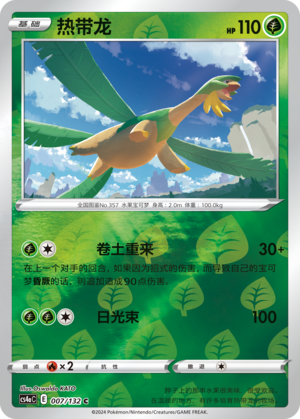 基础
热带龙
HP 110
全国图鉴No.357 水果宝可梦 身高：2.0m 体重：100.0kg
卷土重来 30+
在上一个对手的回合，如果因为招式的伤害，而导致自己的宝可
梦昏厥的话，则追加造成90点伤害。
日光束 100
弱点 ×2 抗性 撤退
Illus. Oswaldo KATO
CS4aC E 007/132 C
©2024 Pokémon/Nintendo/Creatures/GAME FREAK.